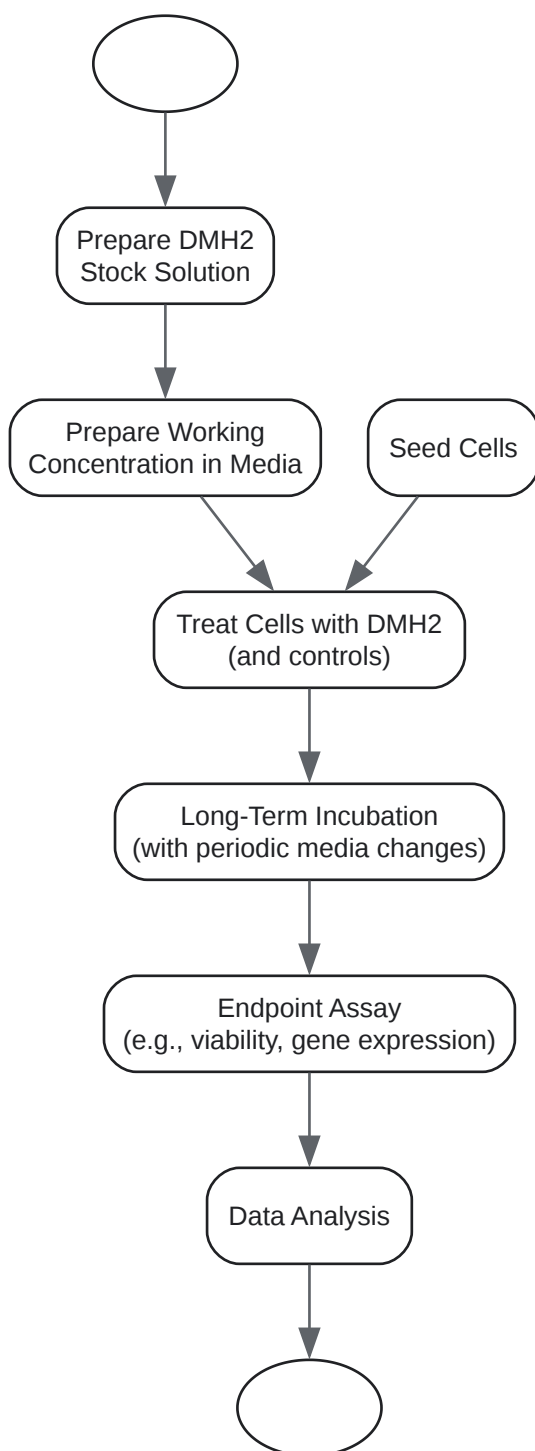 Prepare DMH2
Stock Solution
Prepare Working
Concentration in Media
Seed Cells
Treat Cells with DMH2
(and controls)
Long-Term Incubation
(with periodic media changes)
Endpoint Assay
(e.g., viability, gene expression)
Data Analysis